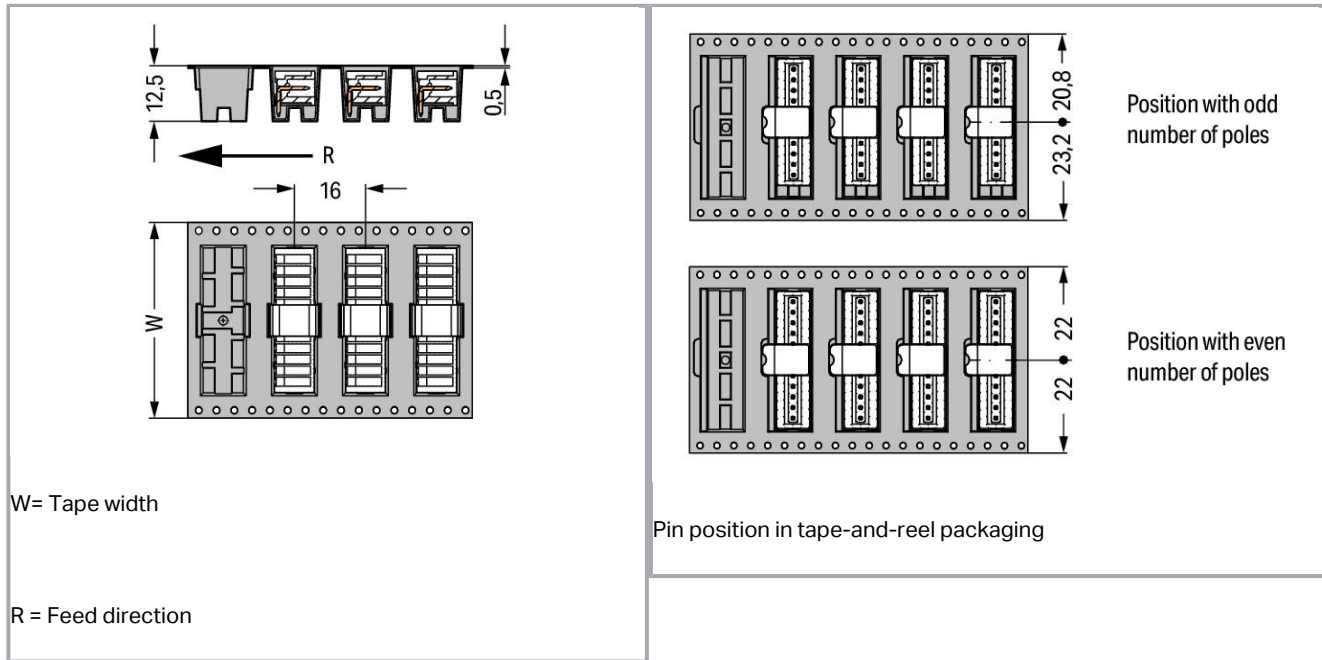 12,5
0,5
R
16
W
W= Tape width
R = Feed direction
20,8
23,2
Position with odd
number of poles
22
22
Position with even
number of poles
Pin position in tape-and-reel packaging